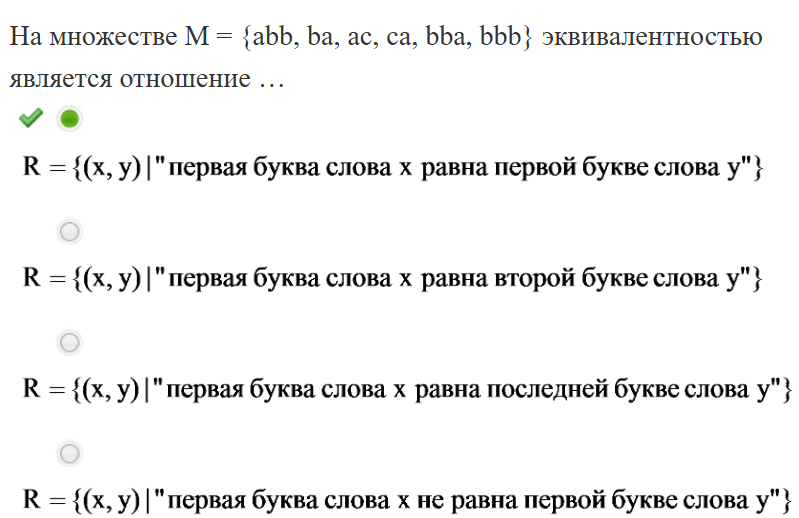 На множестве M = {abb, ba, ac, ca, bba, bbb} эквивалентностью
является отношение …
R = {(x, y) | "первая буква слова x равна первой букве слова y"}
R = {(x, y) | "первая буква слова x равна второй букве слова y"}
R = {(x, y) | "первая буква слова x равна последней букве слова y"}
R = {(x, y) | "первая буква слова x не равна первой букве слова y"}